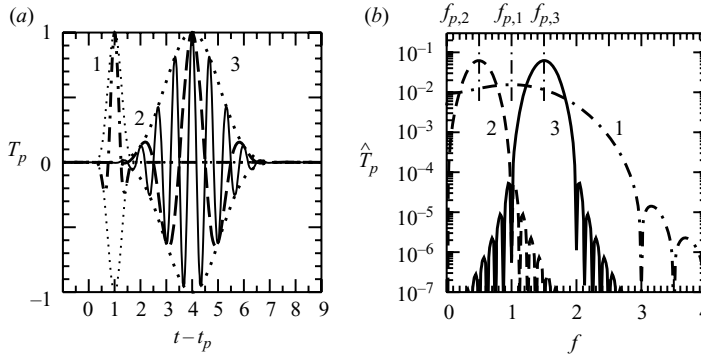 (a)
(b)
f_{p,2} f_{p,1} f_{p,3}
1
T_p
0
−1
1
2
3
0 1 2 3 4 5 6 7 8 9
t – t_p
10^{-1}
10^{-2}
10^{-3}
\hat{T}_p
10^{-4}
10^{-5}
10^{-6}
10^{-7}
2
3
1
0 1 2 3 4
f